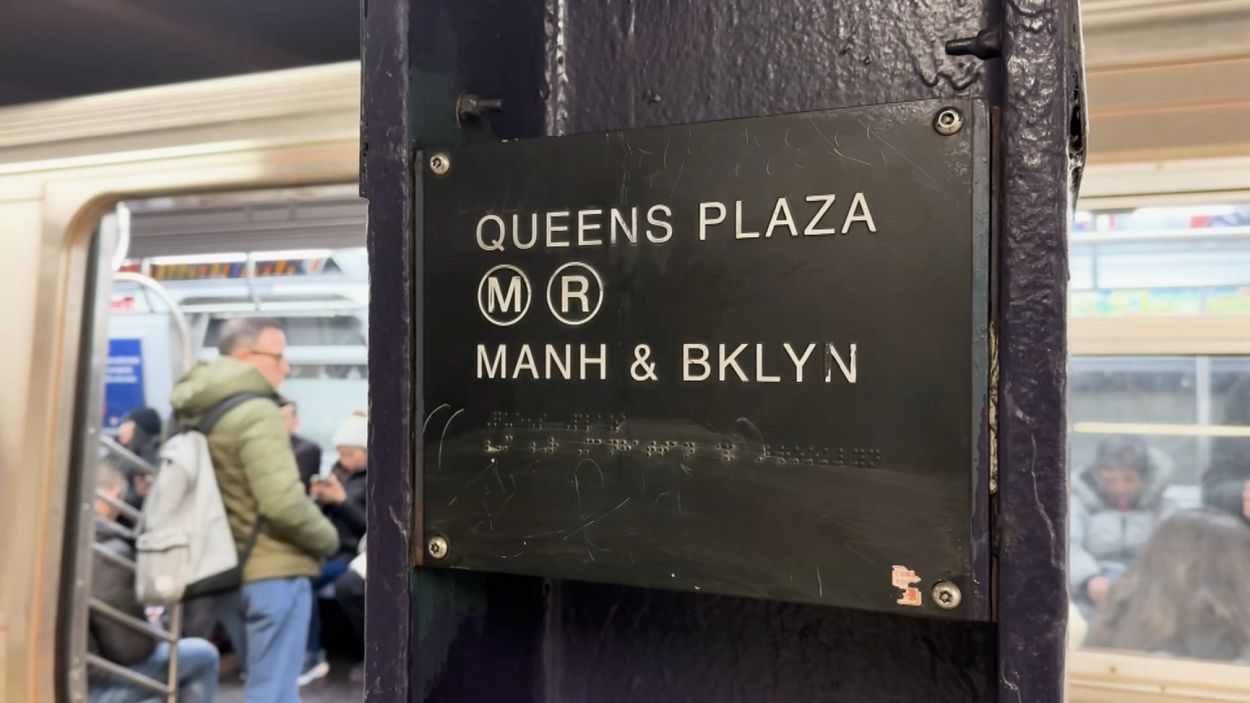 QUEENS PLAZA
M R
MANH & BKLYN